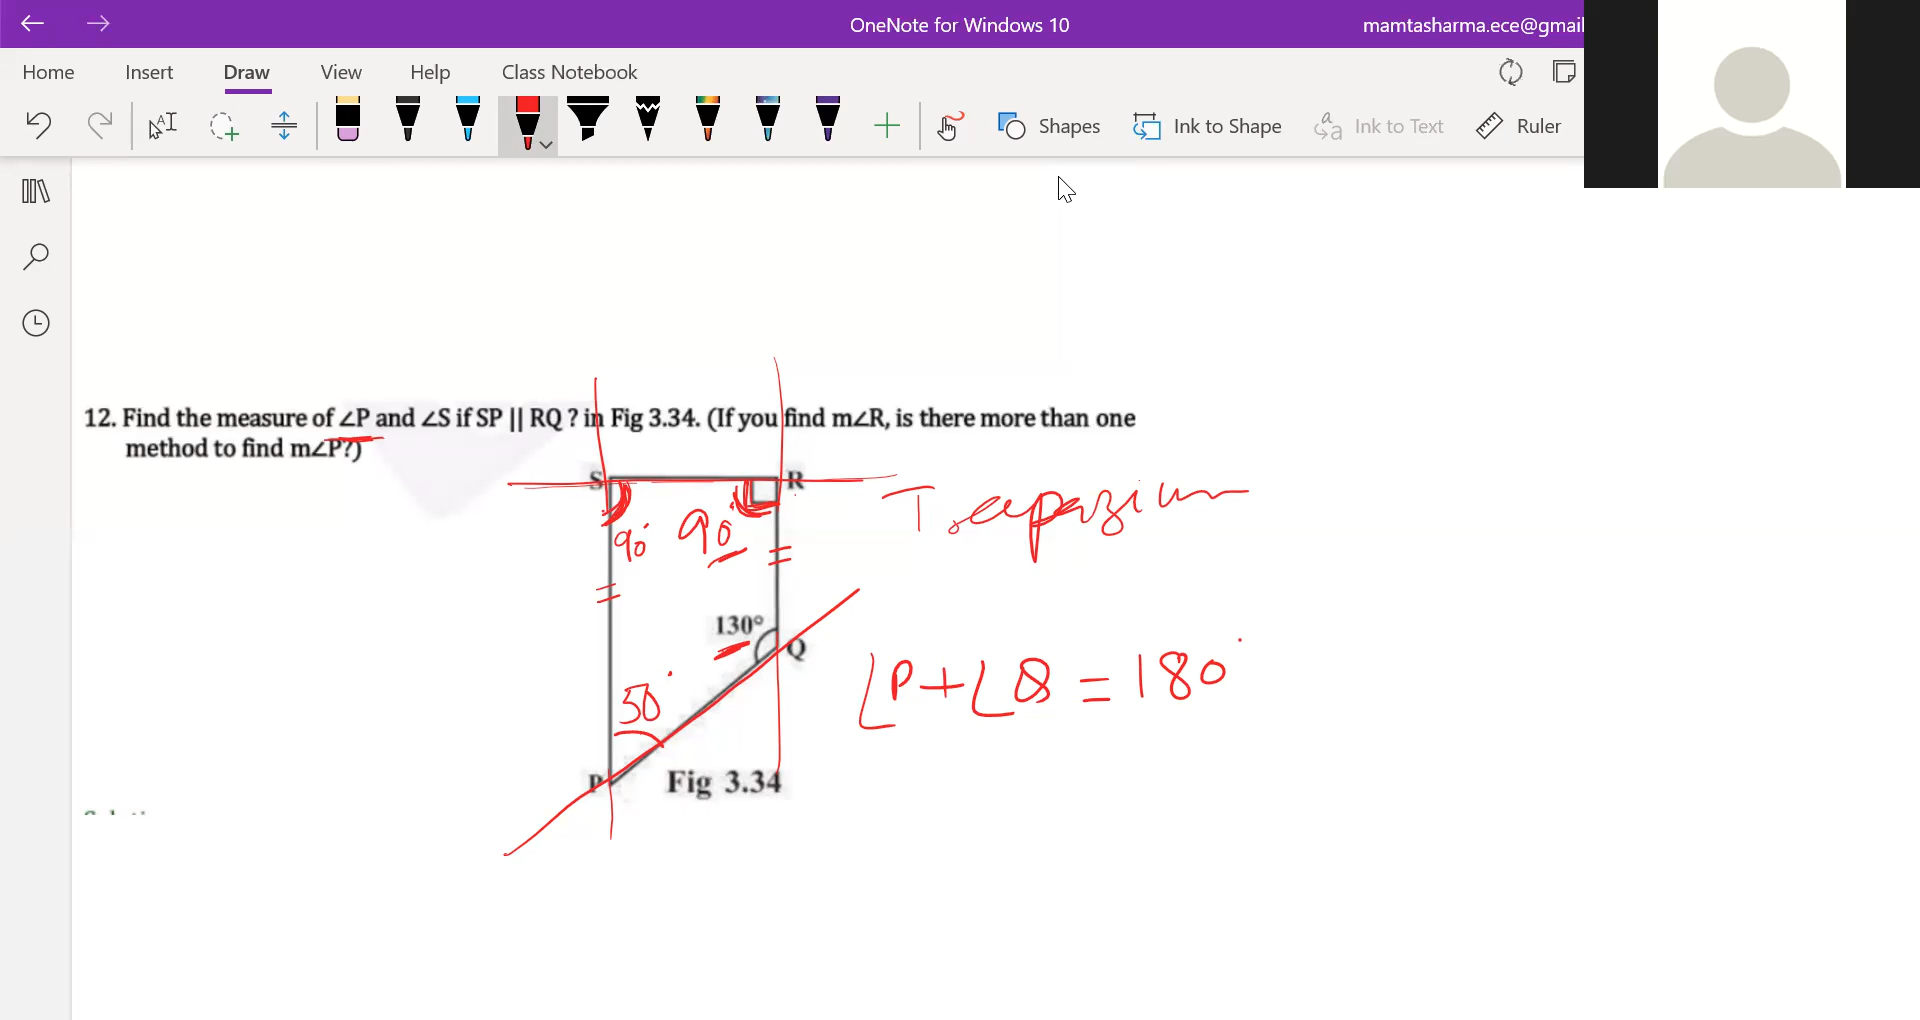 OneNote for Windows 10
mamtasharma.ece@gmail
Home Insert Draw View Help Class Notebook
Shapes Ink to Shape Ink to Text Ruler
12. Find the measure of ∠P and ∠S if SP || RQ ? in Fig 3.34. (If you find m∠R, is there more than one
method to find m∠P?)
S R
90° 90°
Trapazium
130°
Q
∠P+∠Q = 180°
50°
P
Fig 3.34